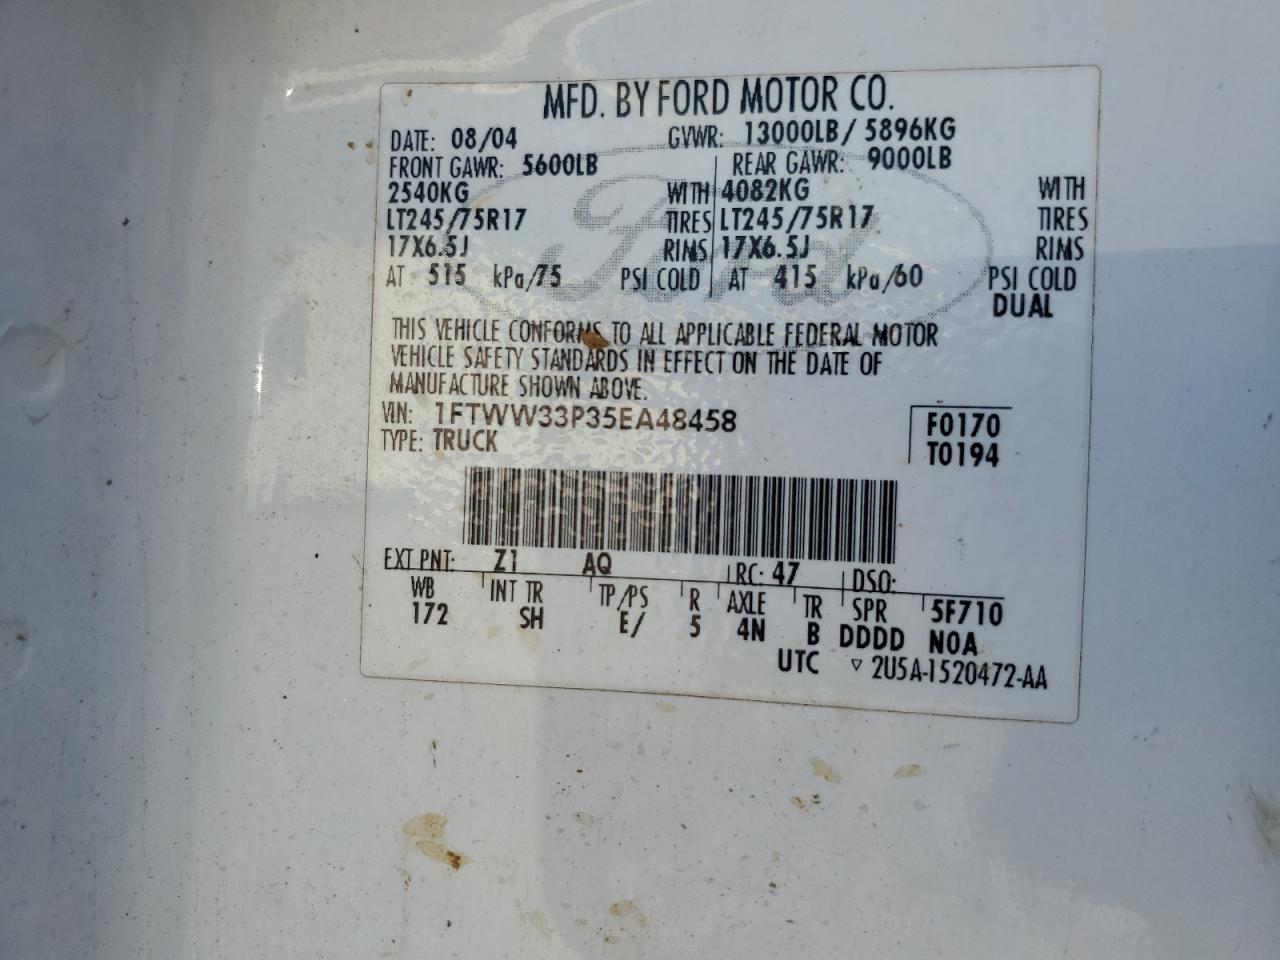 MFD. BY FORD MOTOR CO.
DATE: 08/04 GVWR: 13000LB/ 5896KG
FRONT GAWR: 5600LB REAR GAWR: 9000LB
2540KG WITH 4082KG WITH
LT245/75R17 TIRES LT245/75R17 TIRES
17X6.5J RIMS 17X6.5J RIMS
AT 515 kPa/75 PSI COLD AT 415 kPa/60 PSI COLD
DUAL
Ford
THIS VEHICLE CONFORMS TO ALL APPLICABLE FEDERAL MOTOR
VEHICLE SAFETY STANDARDS IN EFFECT ON THE DATE OF
MANUFACTURE SHOWN ABOVE.
VIN: 1FTWW33P35EA48458 F0170
TYPE: TRUCK T0194
EXT PNT: Z1 AQ RC: 47 DSO:
WB INT TR TP/PS R AXLE TR SPR 5F710
172 SH E/ 5 4N B DDDD N0A
UTC ▽ 2U5A-1520472-AA